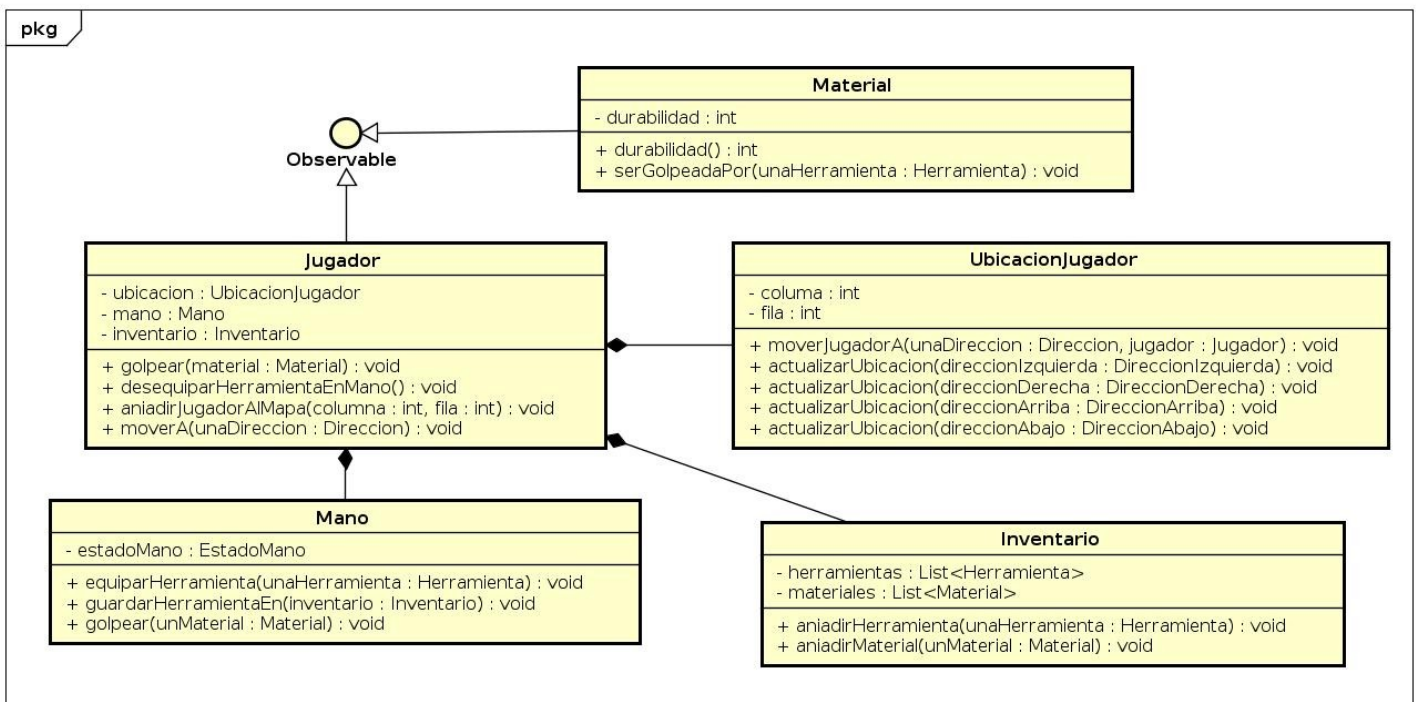 pkg
Material
- durabilidad : int
+ durabilidad() : int
+ serGolpeadaPor(unaHerramienta : Herramienta) : void
Observable
Jugador
- ubicacion : UbicacionJugador
- mano : Mano
- inventario : Inventario
+ golpear(material : Material) : void
+ desequiparHerramientaEnMano() : void
+ aniadirJugadorAlMapa(columna : int, fila : int) : void
+ moverA(unaDireccion : Direccion) : void
UbicacionJugador
- columa : int
- fila : int
+ moverJugadorA(unaDireccion : Direccion, jugador : Jugador) : void
+ actualizarUbicacion(direccionIzquierda : DireccionIzquierda) : void
+ actualizarUbicacion(direccionDerecha : DireccionDerecha) : void
+ actualizarUbicacion(direccionArriba : DireccionArriba) : void
+ actualizarUbicacion(direccionAbajo : DireccionAbajo) : void
Mano
- estadoMano : EstadoMano
+ equiparHerramienta(unaHerramienta : Herramienta) : void
+ guardarHerramientaEn(inventario : Inventario) : void
+ golpear(unMaterial : Material) : void
Inventario
- herramientas : List<Herramienta>
- materiales : List<Material>
+ aniadirHerramienta(unaHerramienta : Herramienta) : void
+ aniadirMaterial(unMaterial : Material) : void